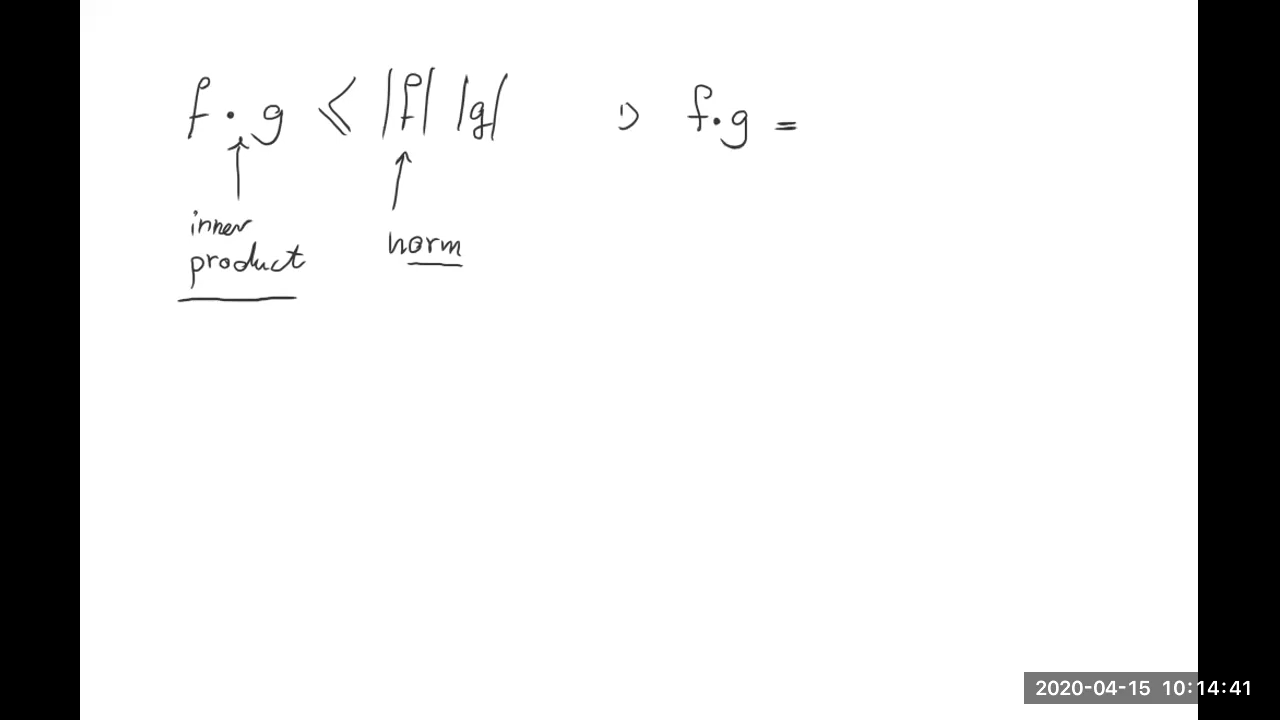 f · g ⩽ |f| |g|
inner
product
norm
1) f · g =
2020-04-15 10:14:41